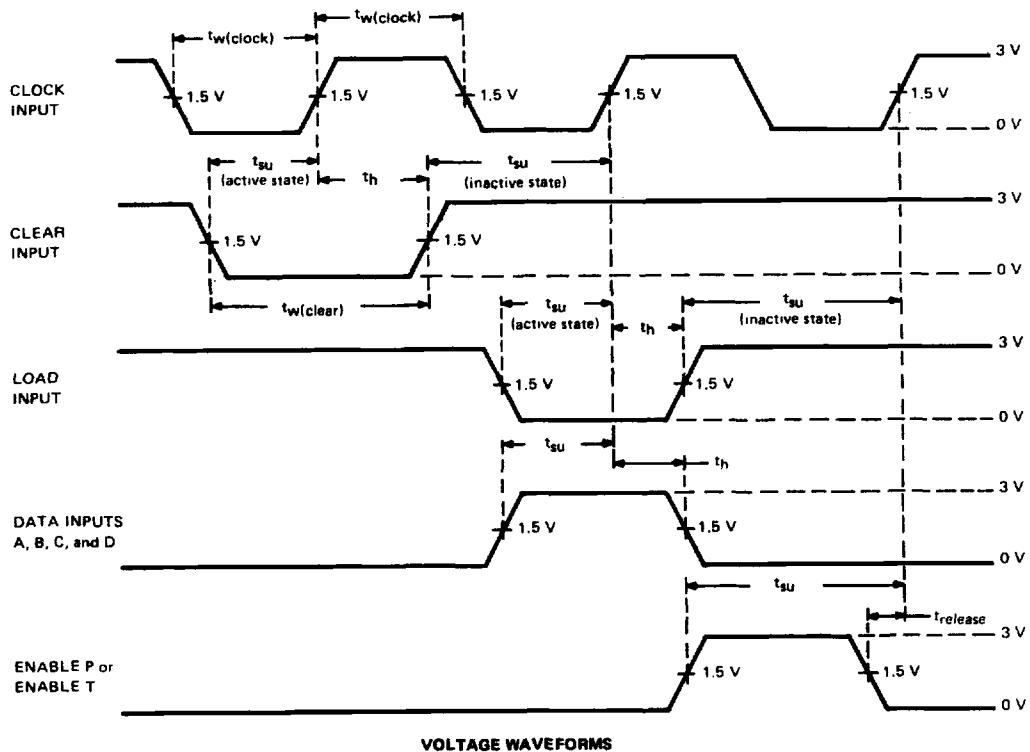 tw(clock) tw(clock)
3 V
CLOCK
INPUT
1.5 V 1.5 V 1.5 V 1.5 V 1.5 V
0 V
tsu
(active state)
th
tsu
(inactive state)
3 V
CLEAR
INPUT
1.5 V 1.5 V
0 V
tw(clear)
tsu
(active state)
th
tsu
(inactive state)
3 V
LOAD
INPUT
1.5 V 1.5 V
0 V
tsu
th
3 V
DATA INPUTS
A, B, C, and D
1.5 V 1.5 V
0 V
tsu
trelease
3 V
ENABLE P or
ENABLE T
1.5 V 1.5 V
0 V
VOLTAGE WAVEFORMS